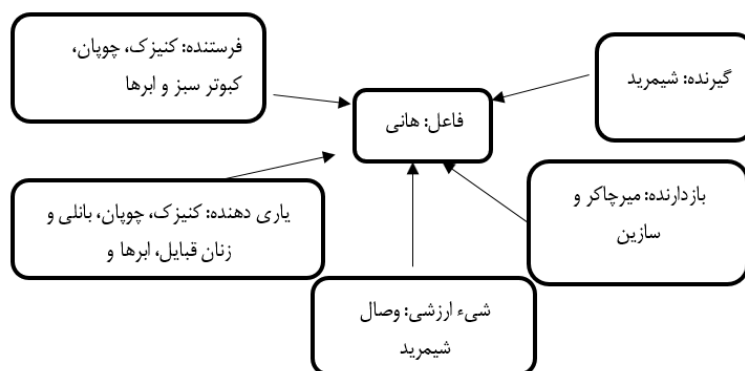 فرستنده: کنیزک، چوپان،
کبوتر سبز و ابرها
گیرنده: شیمرید
فاعل: هانی
یاری دهنده: کنیزک، چوپان، بانلی و
زنان قبایل، ابرها و
بازدارنده: میرچاکر و
سازین
شیء ارزشی: وصال
شیمرید